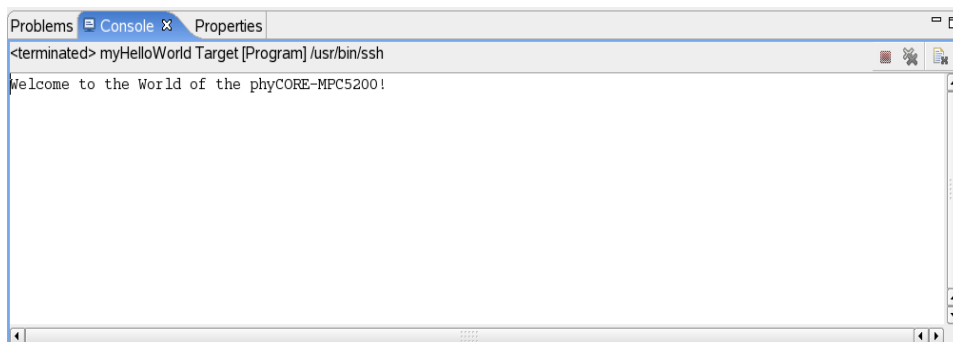 Problems Console Properties
<terminated> myHelloWorld Target [Program] /usr/bin/ssh
Welcome to the World of the phyCORE-MPC5200!